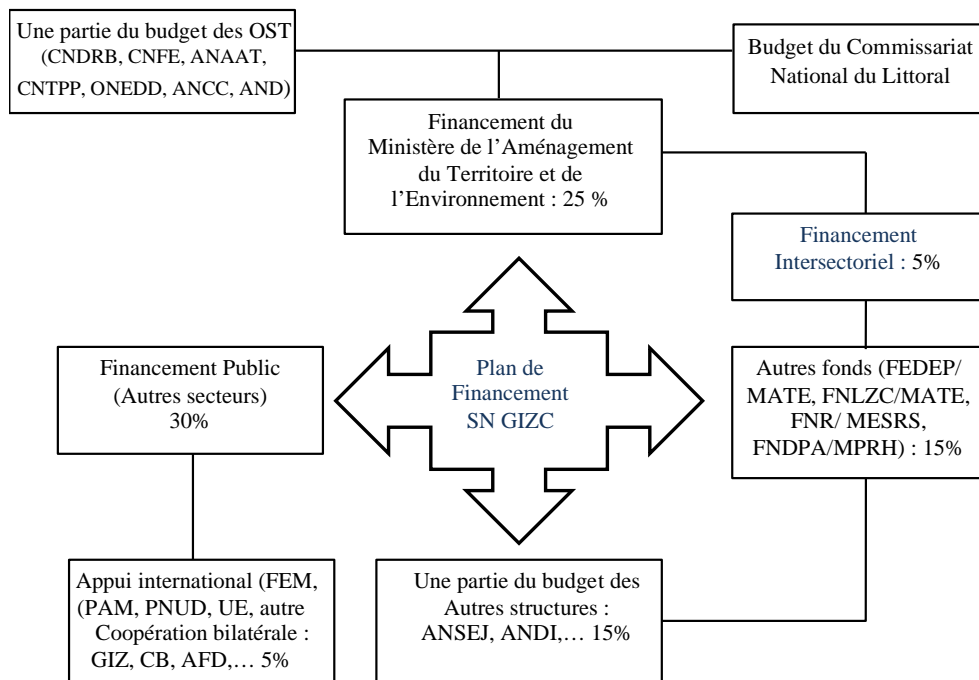 Une partie du budget des OST
(CNDRB, CNFE, ANAAT,
CNTPP, ONEDD, ANCC, AND)
Budget du Commissariat
National du Littoral
Financement du
Ministère de l’Aménagement
du Territoire et de
l’Environnement : 25 %
Financement
Intersectoriel : 5%
Financement Public
(Autres secteurs)
30%
Plan de
Financement
SN GIZC
Autres fonds (FEDEP/
MATE, FNLZC/MATE,
FNR/ MESRS,
FNDPA/MPRH) : 15%
Appui international (FEM,
(PAM, PNUD, UE, autre
Coopération bilatérale :
GIZ, CB, AFD,… 5%
Une partie du budget des
Autres structures :
ANSEJ, ANDI,… 15%